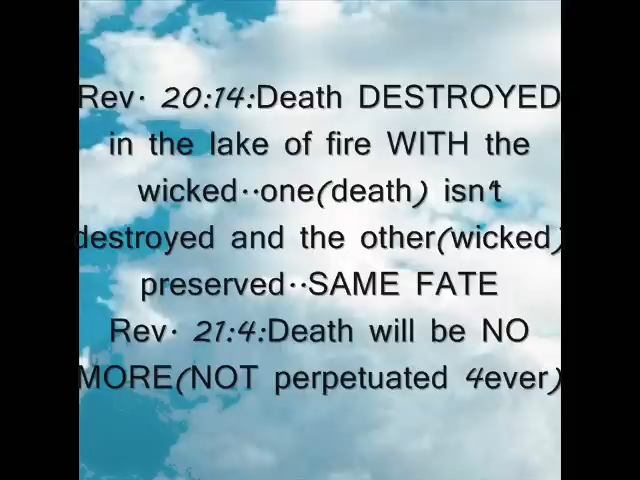 Rev. 20:14:Death DESTROYED
in the lake of fire WITH the
wicked..one(death) isn't
destroyed and the other(wicked)
preserved..SAME FATE
Rev. 21:4:Death will be NO
MORE(NOT perpetuated 4ever)